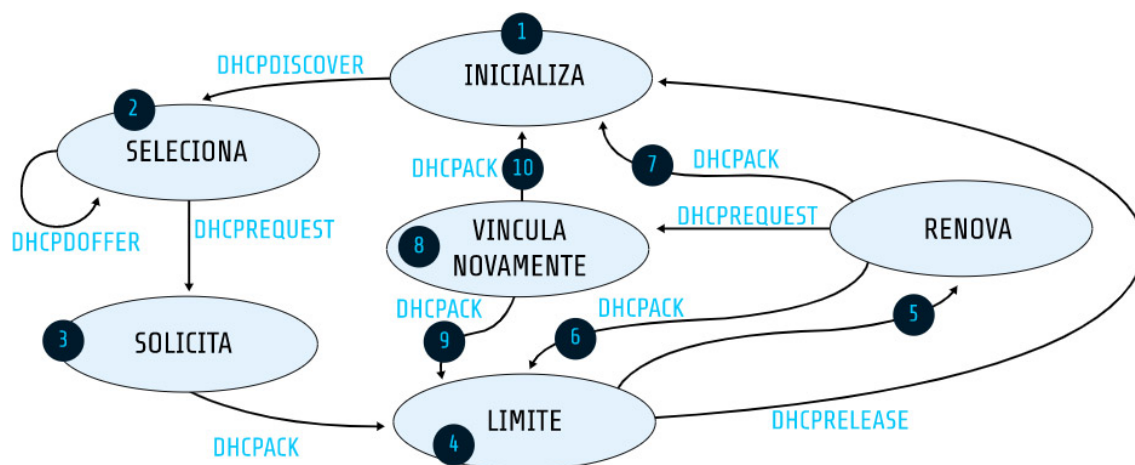 1
INICIALIZA
DHCPDISCOVER
2
SELECIONA
DHCPDOFFER
DHCPREQUEST
3
SOLICITA
DHCPACK
4
LIMITE
DHCPRELEASE
5
RENOVA
6
DHCPACK
7
DHCPACK
DHCPREQUEST
8
VINCULA
NOVAMENTE
9
DHCPACK
10
DHCPACK